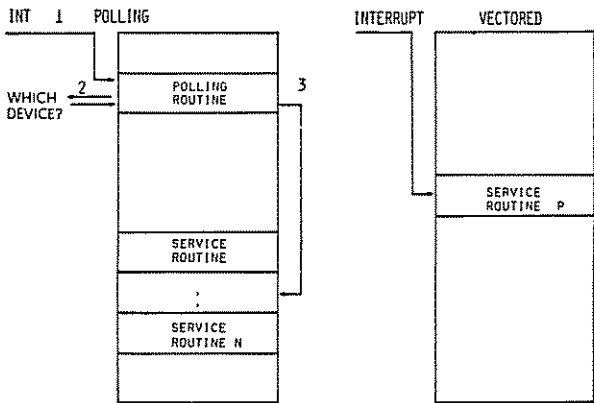 INT 1 POLLING
2
WHICH
DEVICE?
POLLING
ROUTINE
3
SERVICE
ROUTINE
:
SERVICE
ROUTINE N
INTERRUPT VECTORED
SERVICE
ROUTINE P